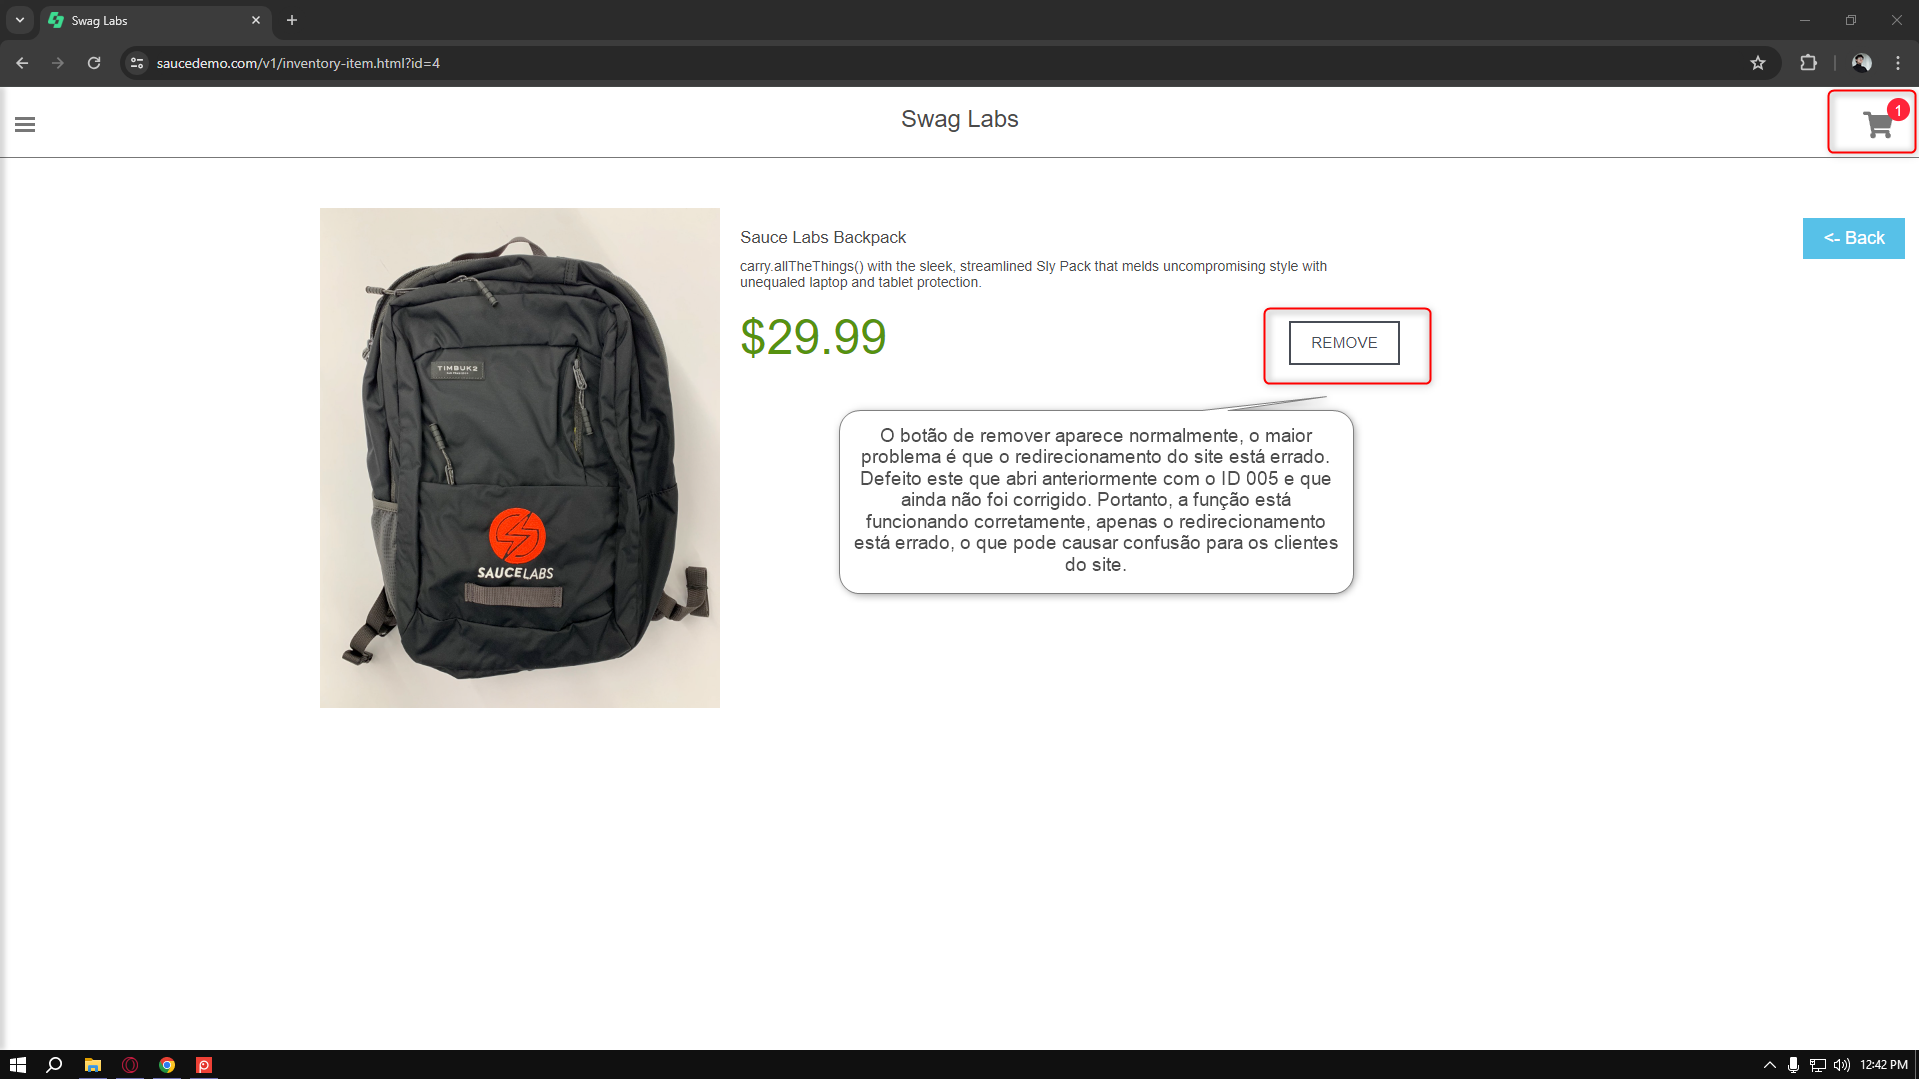 Swag Labs
saucedemo.com/v1/inventory-item.html?id=4
Swag Labs
1
<- Back
Sauce Labs Backpack
carry.allTheThings() with the sleek, streamlined Sly Pack that melds uncompromising style with
unequaled laptop and tablet protection.
$29.99
REMOVE
TIMBUK2
SAUCELABS
O botão de remover aparece normalmente, o maior
problema é que o redirecionamento do site está errado.
Defeito este que abri anteriormente com o ID 005 e que
ainda não foi corrigido. Portanto, a função está
funcionando corretamente, apenas o redirecionamento
está errado, o que pode causar confusão para os clientes
do site.
12:42 PM